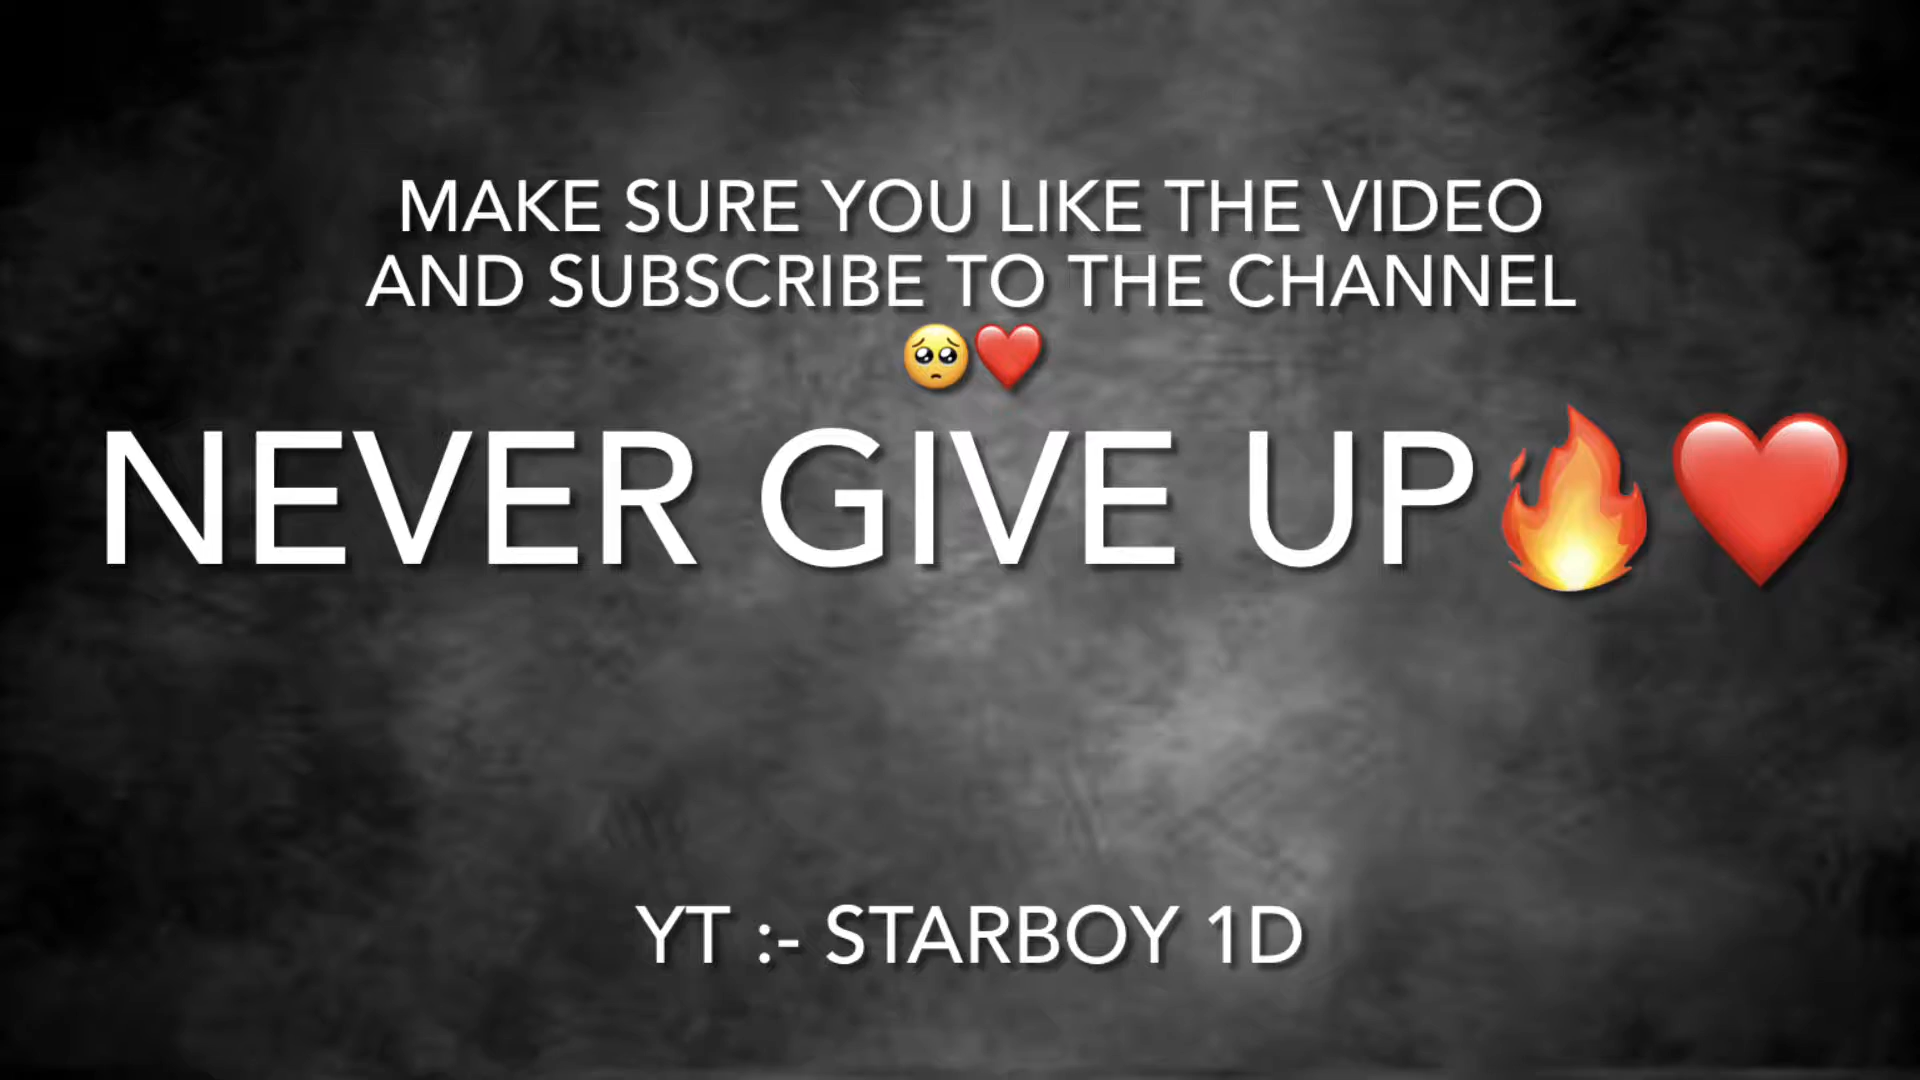 MAKE SURE YOU LIKE THE VIDEO
AND SUBSCRIBE TO THE CHANNEL
🥺❤️
NEVER GIVE UP🔥❤️
YT :- STARBOY 1D